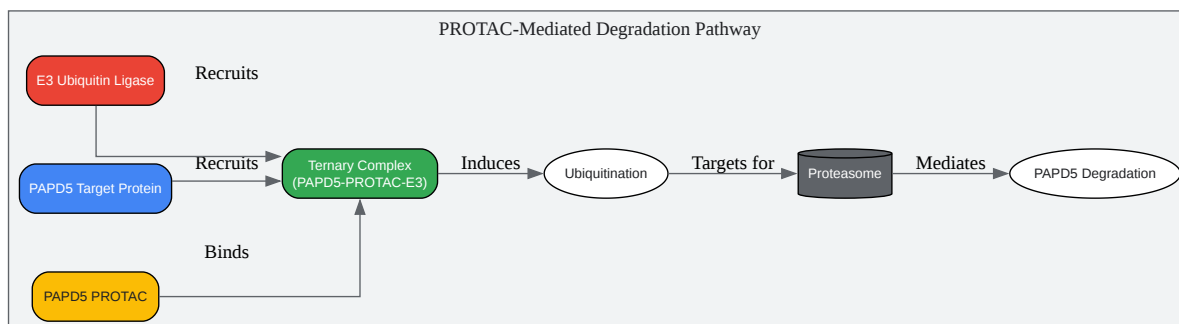 PROTAC-Mediated Degradation Pathway
E3 Ubiquitin Ligase
Recruits
PAPD5 Target Protein
Recruits
Ternary Complex
(PAPD5-PROTAC-E3)
Induces
Ubiquitination
Targets for
Proteasome
Mediates
PAPD5 Degradation
Binds
PAPD5 PROTAC